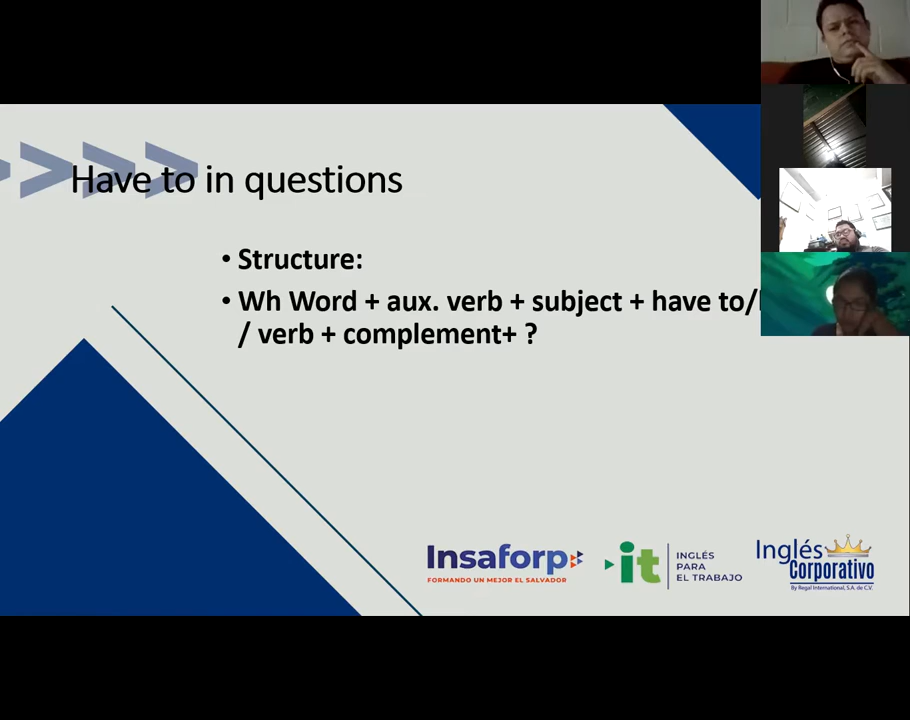 Have to in questions
• Structure:
• Wh Word + aux. verb + subject + have to/
/ verb + complement+ ?
Insaforp
FORMANDO UN MEJOR EL SALVADOR
it
INGLÉS
PARA
EL TRABAJO
Inglés
Corporativo
By Regal International, S.A. de C.V.